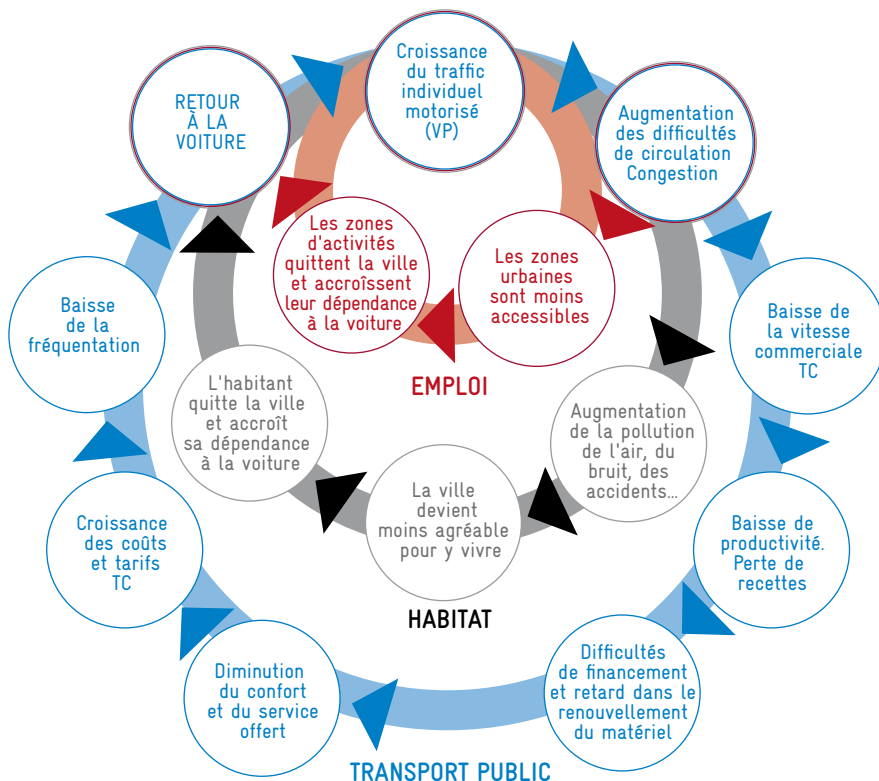 Croissance
du traffic
individuel
motorisé
(VP)
RETOUR
À LA
VOITURE
Augmentation
des difficultés
de circulation
Congestion
Les zones
d'activités
quittent la ville
et accroîssent
leur dépendance
à la voiture
Les zones
urbaines
sont moins
accessibles
Baisse
de la
fréquentation
Baisse de
la vitesse
commerciale
TC
EMPLOI
L'habitant
quitte la ville
et accroît
sa dépendance
à la voiture
Augmentation
de la pollution
de l'air, du
bruit, des
accidents...
La ville
devient
moins agréable
pour y vivre
Croissance
des coûts
et tarifs
TC
Baisse de
productivité.
Perte de
recettes
HABITAT
Diminution
du confort
et du service
offert
Difficultés
de financement
et retard dans le
renouvellement
du matériel
TRANSPORT PUBLIC